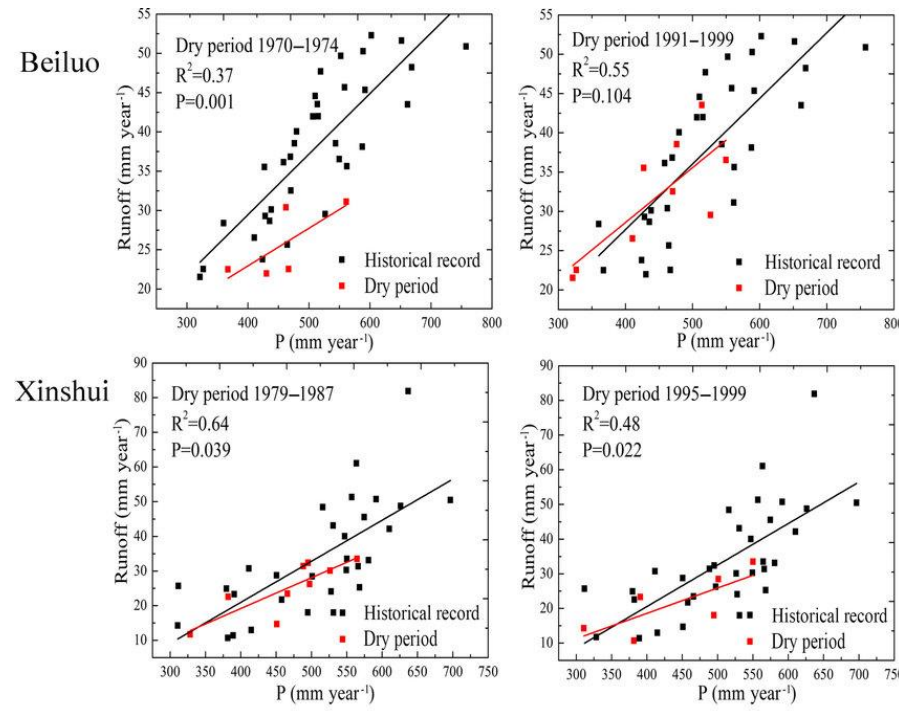 Beiluo
Dry period 1970–1974
R²=0.37
P=0.001
Historical record
Dry period
Runoff (mm year⁻¹)
55
50
45
40
35
30
25
20
300 400 500 600 700 800
P (mm year⁻¹)
Dry period 1991–1999
R²=0.55
P=0.104
Historical record
Dry period
Runoff (mm year⁻¹)
55
50
45
40
35
30
25
20
300 400 500 600 700 800
P (mm year⁻¹)
Xinshui
Dry period 1979–1987
R²=0.64
P=0.039
Historical record
Dry period
Runoff (mm year⁻¹)
90
80
70
60
50
40
30
20
10
300 350 400 450 500 550 600 650 700 750
P (mm year⁻¹)
Dry period 1995–1999
R²=0.48
P=0.022
Historical record
Dry period
Runoff (mm year⁻¹)
90
80
70
60
50
40
30
20
10
300 350 400 450 500 550 600 650 700 750
P (mm year⁻¹)